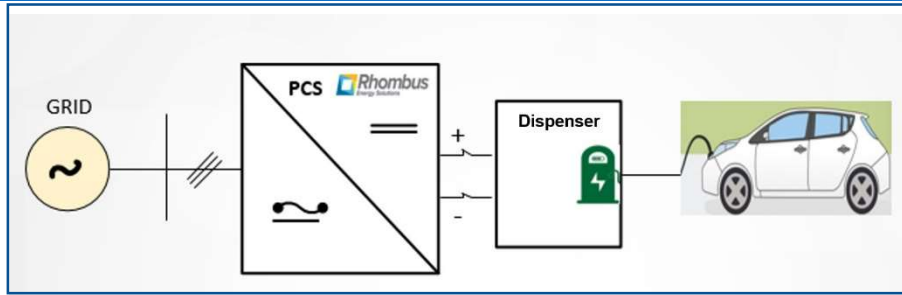 GRID
PCS
Rhombus
Energy Solutions
+
-
Dispenser